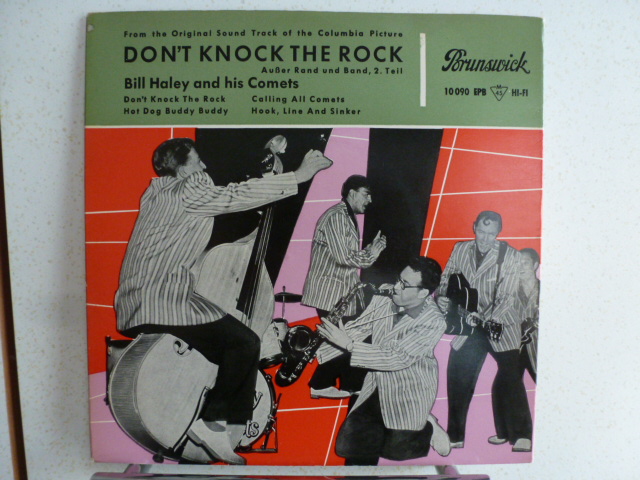 From the Original Sound Track of the Columbia Picture
DON'T KNOCK THE ROCK
Außer Rand und Band, 2. Teil
Bill Haley and his Comets
Don't Knock The Rock Calling All Comets
Hot Dog Buddy Buddy Hook, Line And Sinker
Brunswick
10 090 EPB M 45 HI-FI